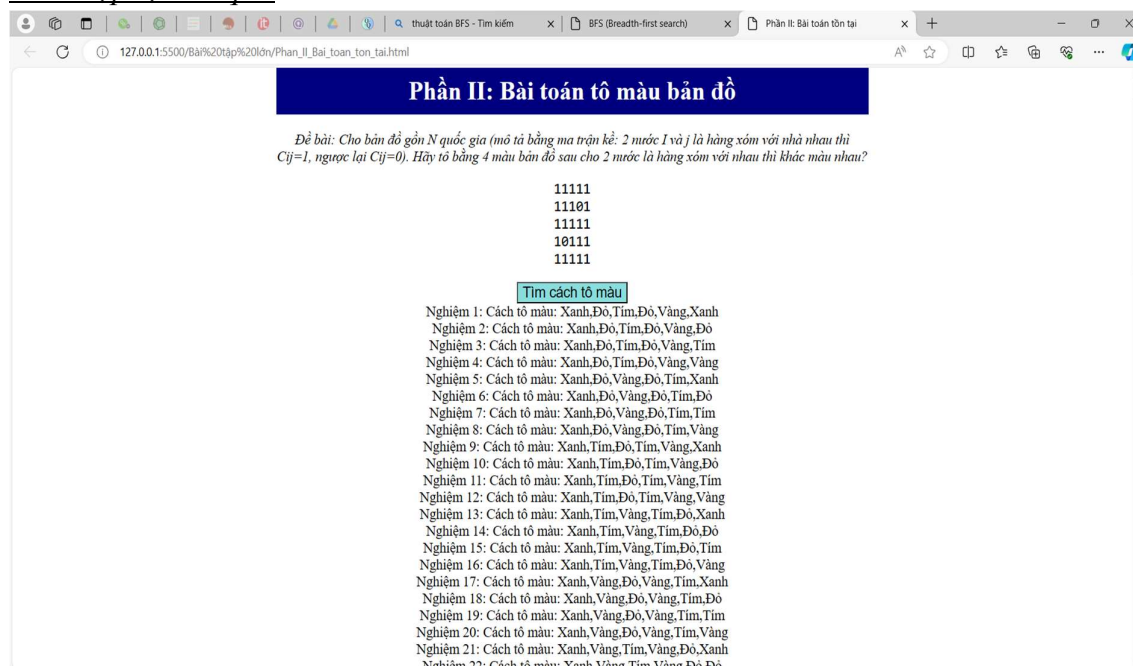 thuật toán BFS - Tìm kiếm
BFS (Breadth-first search)
Phần II: Bài toán tồn tại
127.0.0.1:5500/Bài%20tập%20lớn/Phan_II_Bai_toan_ton_tai.html
Phần II: Bài toán tô màu bản đồ
Đề bài: Cho bản đồ gồn N quốc gia (mô tả bằng ma trận kề: 2 nước I và j là hàng xóm với nhà nhau thì
Cij=1, ngược lại Cij=0). Hãy tô bằng 4 màu bản đồ sau cho 2 nước là hàng xóm với nhau thì khác màu nhau?
11111
11101
11111
10111
11111
Tìm cách tô màu
Nghiệm 1: Cách tô màu: Xanh,Đỏ,Tím,Đỏ,Vàng,Xanh
Nghiệm 2: Cách tô màu: Xanh,Đỏ,Tím,Đỏ,Vàng,Đỏ
Nghiệm 3: Cách tô màu: Xanh,Đỏ,Tím,Đỏ,Vàng,Tím
Nghiệm 4: Cách tô màu: Xanh,Đỏ,Tím,Đỏ,Vàng,Vàng
Nghiệm 5: Cách tô màu: Xanh,Đỏ,Vàng,Đỏ,Tím,Xanh
Nghiệm 6: Cách tô màu: Xanh,Đỏ,Vàng,Đỏ,Tím,Đỏ
Nghiệm 7: Cách tô màu: Xanh,Đỏ,Vàng,Đỏ,Tím,Tím
Nghiệm 8: Cách tô màu: Xanh,Đỏ,Vàng,Đỏ,Tím,Vàng
Nghiệm 9: Cách tô màu: Xanh,Tím,Đỏ,Tím,Vàng,Xanh
Nghiệm 10: Cách tô màu: Xanh,Tím,Đỏ,Tím,Vàng,Đỏ
Nghiệm 11: Cách tô màu: Xanh,Tím,Đỏ,Tím,Vàng,Tím
Nghiệm 12: Cách tô màu: Xanh,Tím,Đỏ,Tím,Vàng,Vàng
Nghiệm 13: Cách tô màu: Xanh,Tím,Vàng,Tím,Đỏ,Xanh
Nghiệm 14: Cách tô màu: Xanh,Tím,Vàng,Tím,Đỏ,Đỏ
Nghiệm 15: Cách tô màu: Xanh,Tím,Vàng,Tím,Đỏ,Tím
Nghiệm 16: Cách tô màu: Xanh,Tím,Vàng,Tím,Đỏ,Vàng
Nghiệm 17: Cách tô màu: Xanh,Vàng,Đỏ,Vàng,Tím,Xanh
Nghiệm 18: Cách tô màu: Xanh,Vàng,Đỏ,Vàng,Tím,Đỏ
Nghiệm 19: Cách tô màu: Xanh,Vàng,Đỏ,Vàng,Tím,Tím
Nghiệm 20: Cách tô màu: Xanh,Vàng,Đỏ,Vàng,Tím,Vàng
Nghiệm 21: Cách tô màu: Xanh,Vàng,Tím,Vàng,Đỏ,Xanh
Nghiệm 22: Cách tô màu: Xanh,Vàng,Tím,Vàng,Đỏ,Đỏ